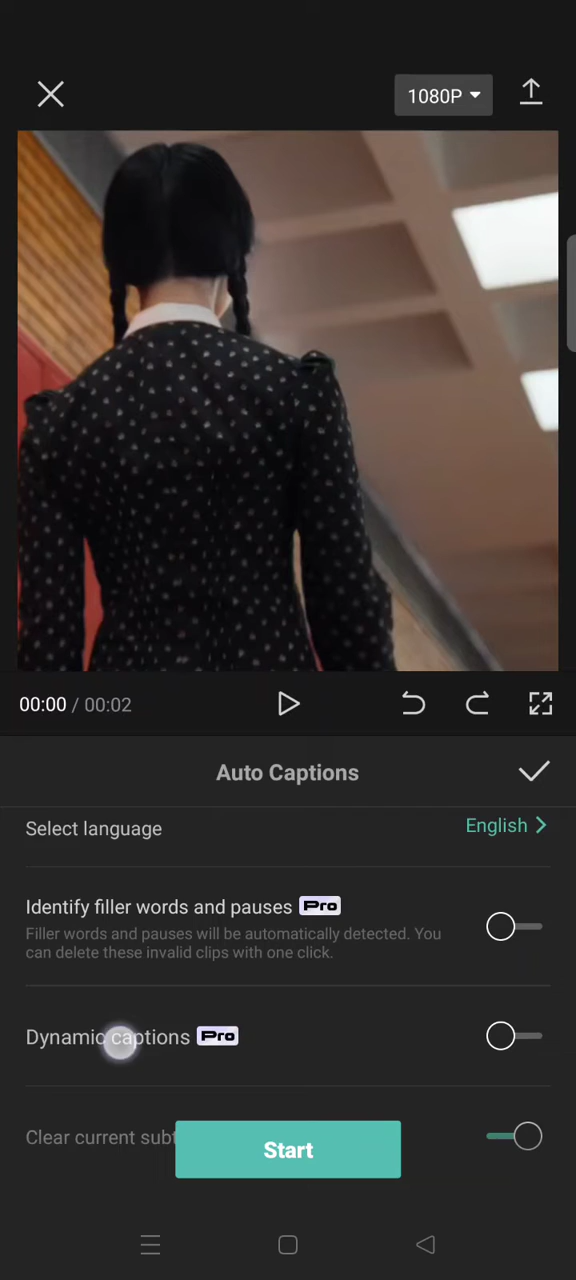 1080P
00:00 / 00:02
Auto Captions
Select language
English
Identify filler words and pauses Pro
Filler words and pauses will be automatically detected. You
can delete these invalid clips with one click.
Dynamic captions Pro
Clear current
Start